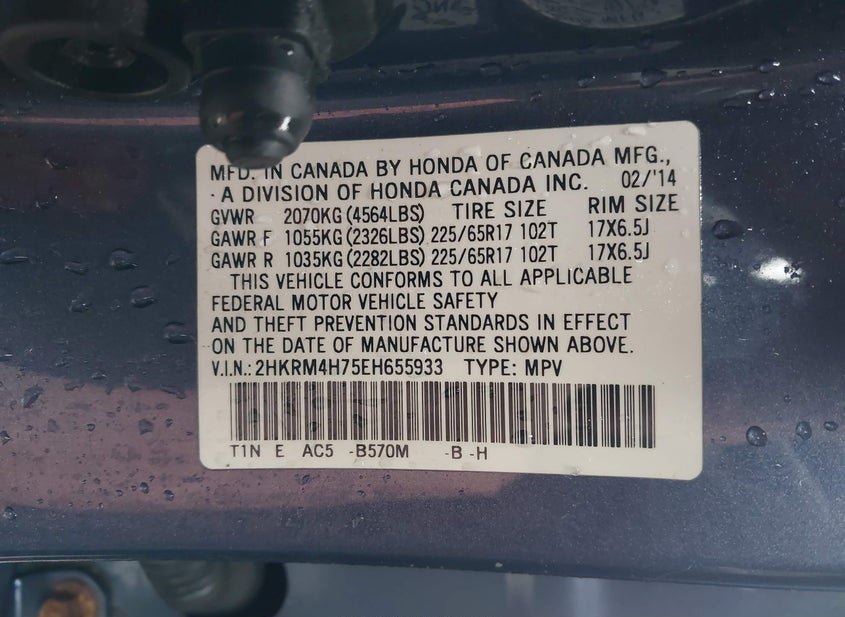 MFD. IN CANADA BY HONDA OF CANADA MFG.,
A DIVISION OF HONDA CANADA INC. 02/'14
GVWR 2070KG (4564LBS) TIRE SIZE RIM SIZE
GAWR F 1055KG (2326LBS) 225/65R17 102T 17X6.5J
GAWR R 1035KG (2282LBS) 225/65R17 102T 17X6.5J
THIS VEHICLE CONFORMS TO ALL APPLICABLE
FEDERAL MOTOR VEHICLE SAFETY
AND THEFT PREVENTION STANDARDS IN EFFECT
ON THE DATE OF MANUFACTURE SHOWN ABOVE.
V.I.N.: 2HKRM4H75EH655933 TYPE: MPV
T1N E AC5 -B570M -B -H